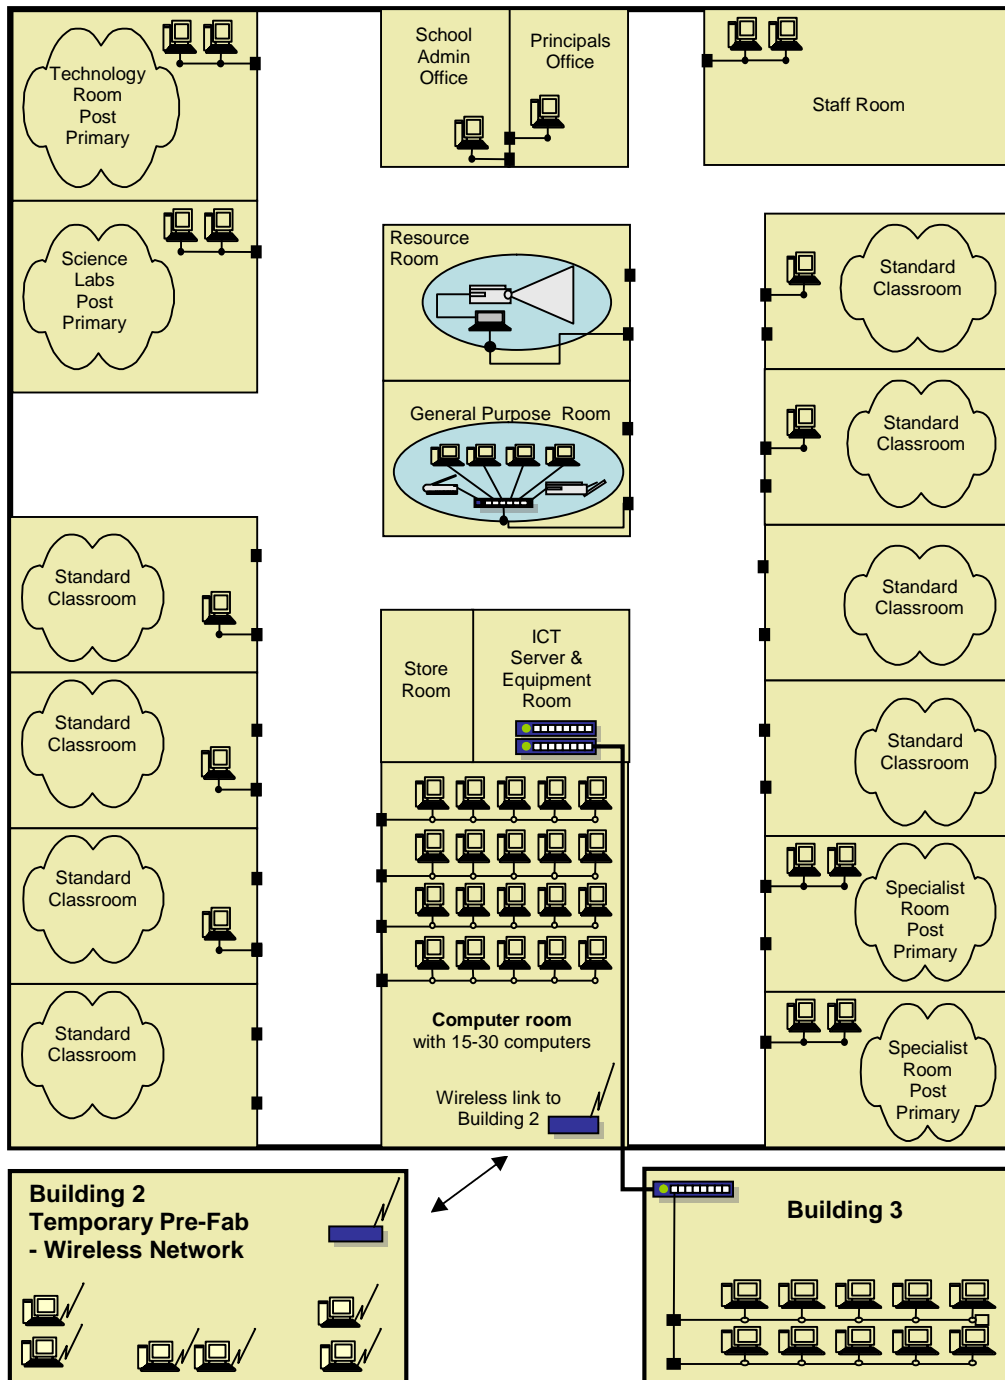 School
Admin
Office
Principals
Office
Technology
Room
Post
Primary
Staff Room
Science
Labs
Post
Primary
Resource
Room
Standard
Classroom
General Purpose Room
Standard
Classroom
Standard
Classroom
Standard
Classroom
Store
Room
ICT
Server &
Equipment
Room
Standard
Classroom
Standard
Classroom
Standard
Classroom
Specialist
Room
Post
Primary
Standard
Classroom
Computer room
with 15-30 computers
Specialist
Room
Post
Primary
Wireless link to
Building 2
Building 2
Temporary Pre-Fab
- Wireless Network
Building 3